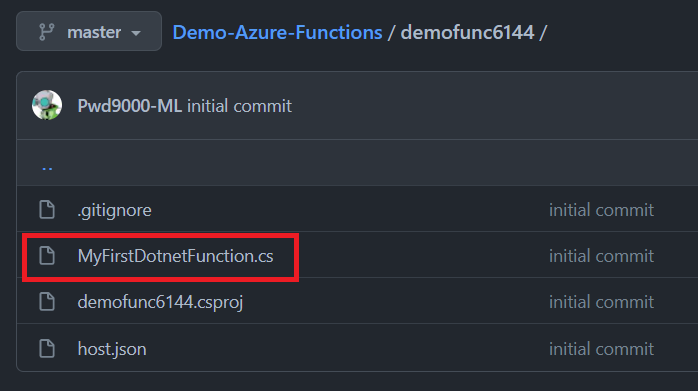 master Demo-Azure-Functions / demofunc6144 /
Pwd9000-ML initial commit
..
.gitignore initial commit
MyFirstDotnetFunction.cs initial commit
demofunc6144.csproj initial commit
host.json initial commit